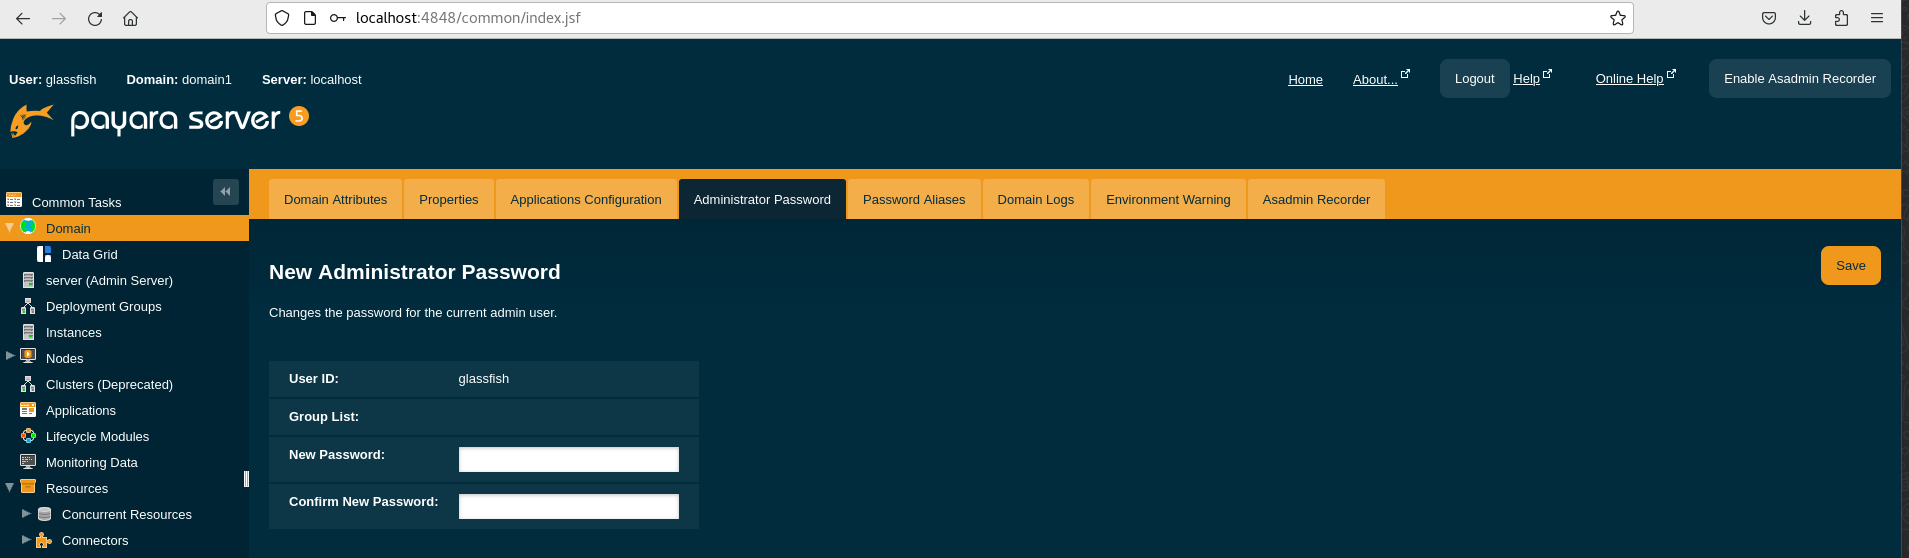 localhost:4848/common/index.jsf
User: glassfish Domain: domain1 Server: localhost
Home About... Logout Help Online Help Enable Asadmin Recorder
payara server 5
Common Tasks
Domain
Data Grid
server (Admin Server)
Deployment Groups
Instances
Nodes
Clusters (Deprecated)
Applications
Lifecycle Modules
Monitoring Data
Resources
Concurrent Resources
Connectors
Domain Attributes Properties Applications Configuration Administrator Password Password Aliases Domain Logs Environment Warning Asadmin Recorder
New Administrator Password
Save
Changes the password for the current admin user.
User ID: glassfish
Group List:
New Password:
Confirm New Password: